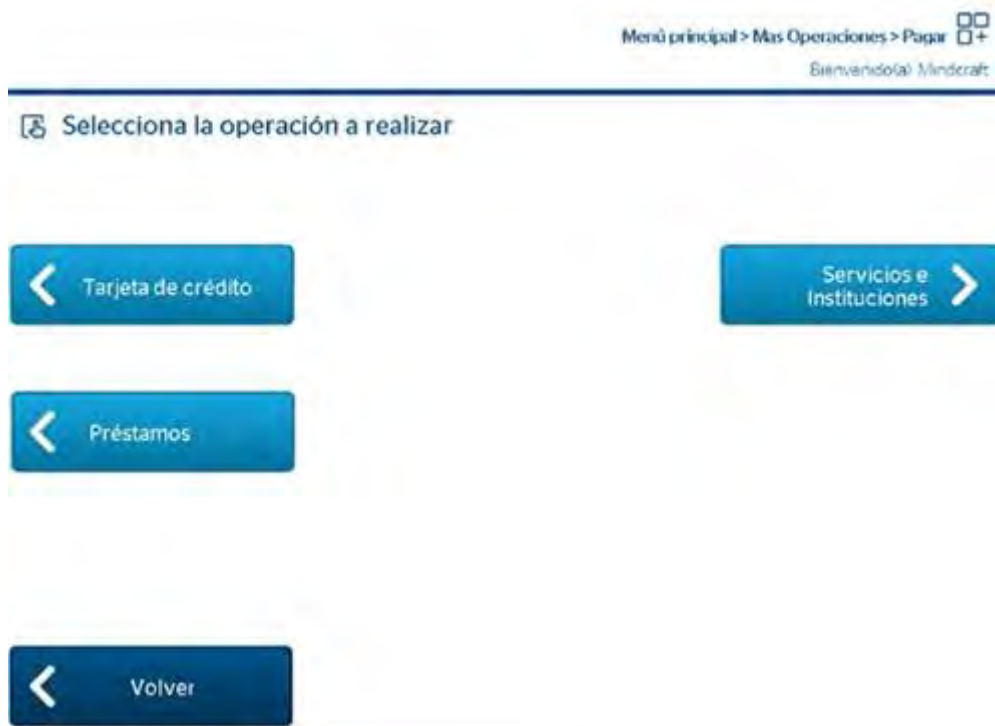 Menú principal > Mas Operaciones > Pagar
Bienvenido(a) Mindcraft
Selecciona la operación a realizar
Tarjeta de crédito
Servicios e
Instituciones
Préstamos
Volver